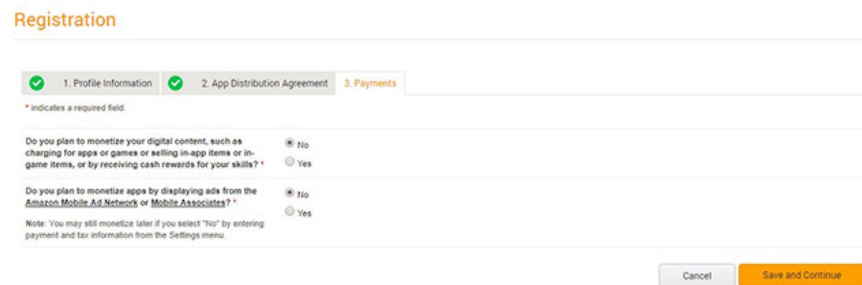 Registration
1. Profile Information
2. App Distribution Agreement
3. Payments
* indicates a required field.
Do you plan to monetize your digital content, such as
charging for apps or games or selling in-app items or in-
game items, or by receiving cash rewards for your skills? *
No
Yes
Do you plan to monetize apps by displaying ads from the
Amazon Mobile Ad Network or Mobile Associates? *
No
Yes
Note: You may still monetize later if you select "No" by entering
payment and tax information from the Settings menu.
Cancel
Save and Continue